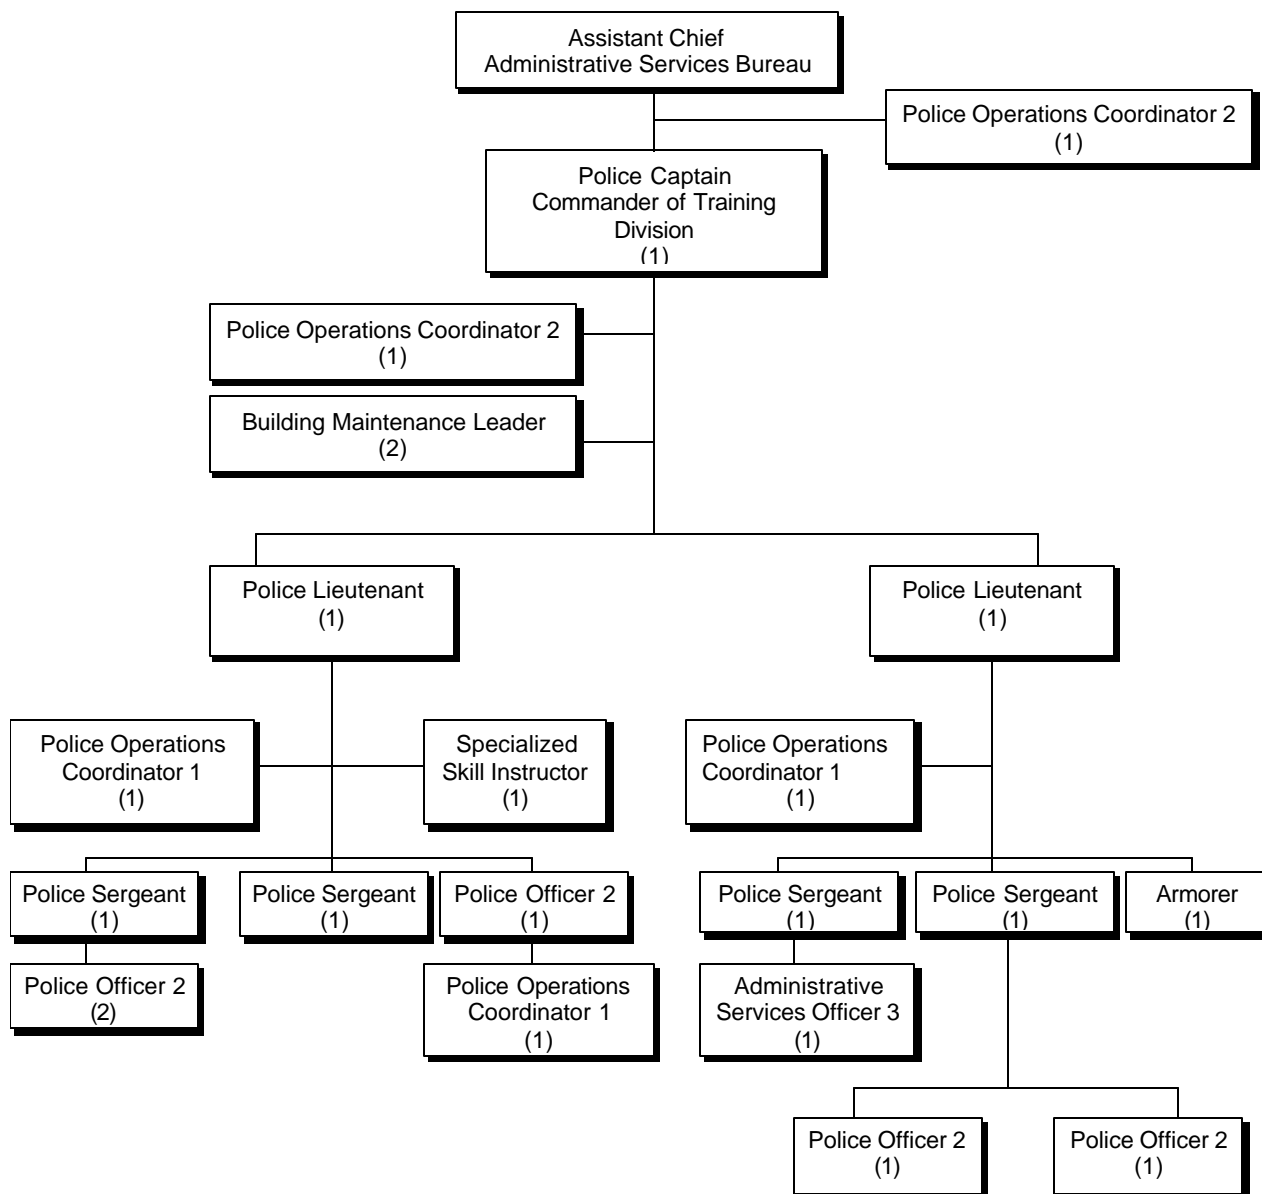 Assistant Chief
Administrative Services Bureau
Police Operations Coordinator 2
(1)
Police Captain
Commander of Training
Division
(1)
Police Operations Coordinator 2
(1)
Building Maintenance Leader
(2)
Police Lieutenant
(1)
Police Lieutenant
(1)
Police Operations
Coordinator 1
(1)
Specialized
Skill Instructor
(1)
Police Operations
Coordinator 1
(1)
Police Sergeant
(1)
Police Sergeant
(1)
Police Officer 2
(1)
Police Sergeant
(1)
Police Sergeant
(1)
Armorer
(1)
Police Officer 2
(2)
Police Operations
Coordinator 1
(1)
Administrative
Services Officer 3
(1)
Police Officer 2
(1)
Police Officer 2
(1)